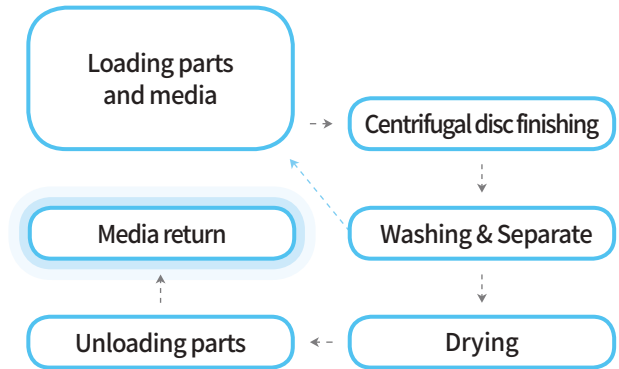 Loading parts
and media
Centrifugal disc finishing
Media return
Washing & Separate
Unloading parts
Drying